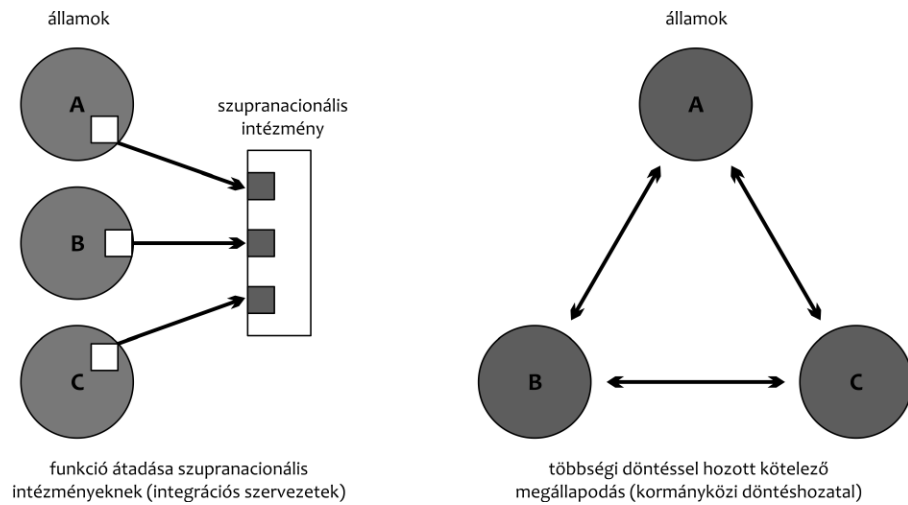 államok
A
szupranacionális
intézmény
B
C
funkció átadása szupranacionális
intézményeknek (integrációs szervezetek)
államok
A
B
C
többségi döntéssel hozott kötelező
megállapodás (kormányközi döntéshozatal)